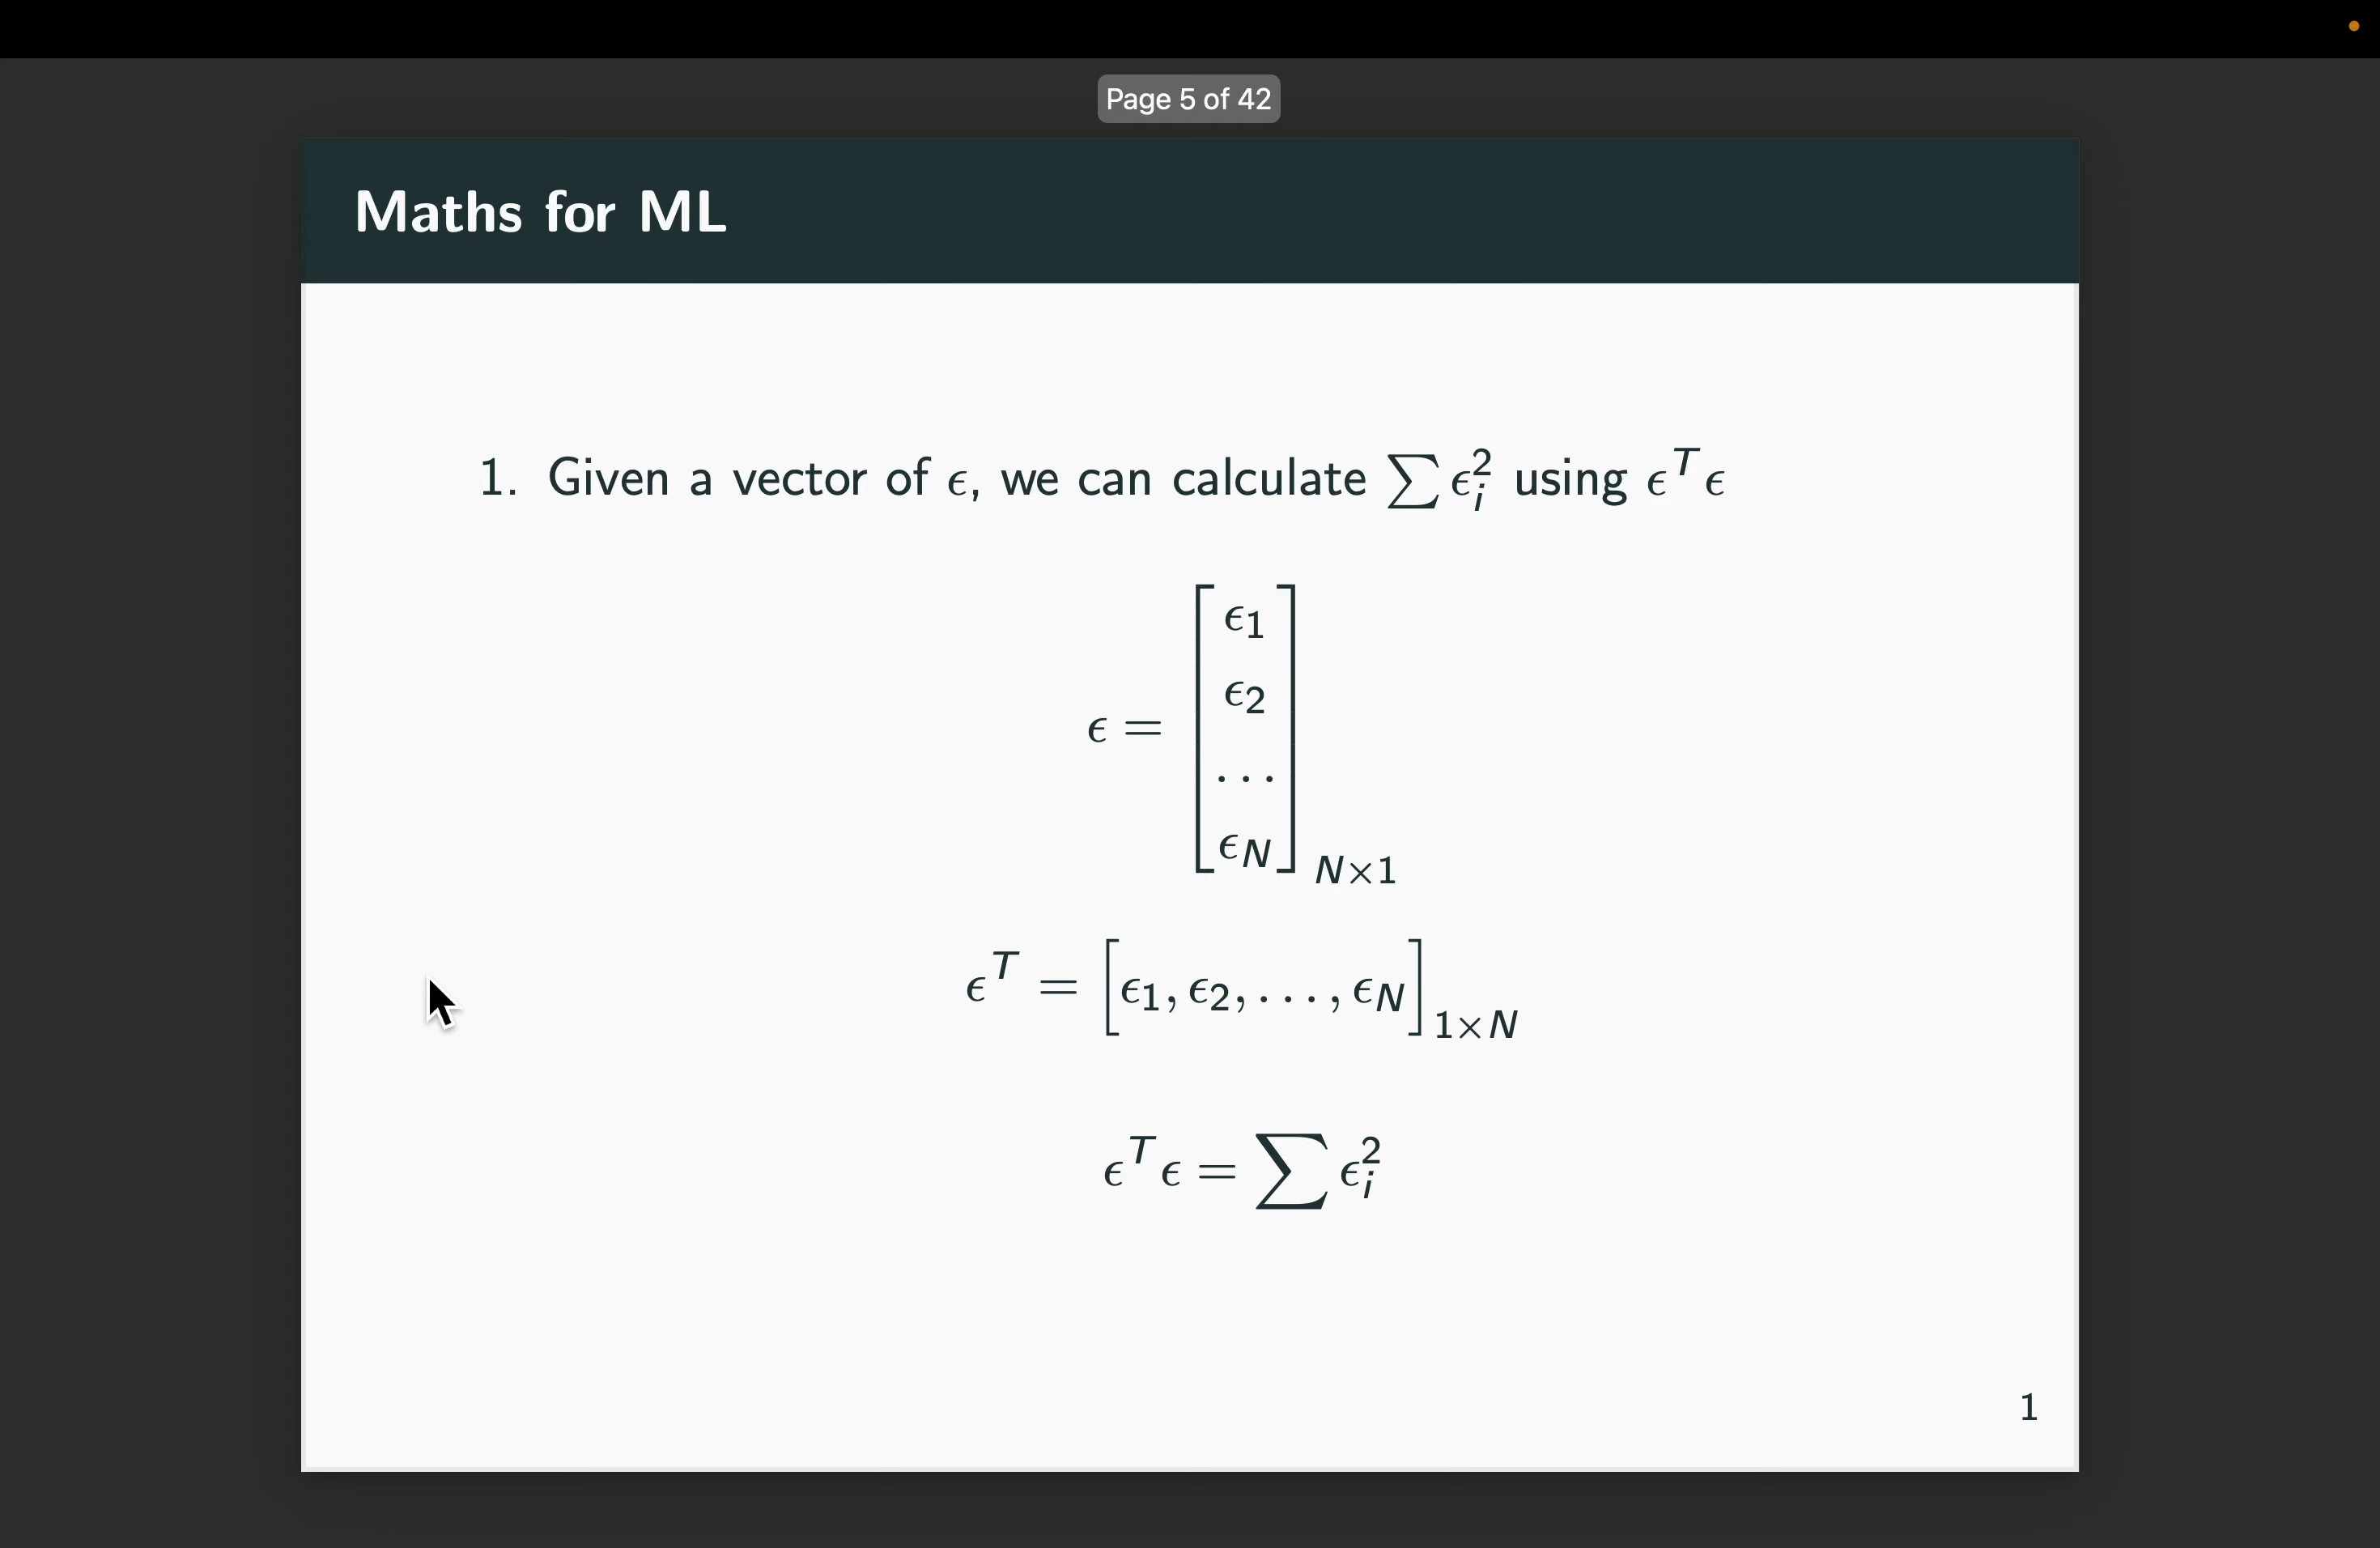 Page 5 of 42
Maths for ML
1. Given a vector of ϵ, we can calculate ∑ ϵᵢ² using ϵᵀϵ
ϵ = [ϵ₁
ϵ₂
. . .
ϵ_N]_{N×1}
ϵᵀ = [ϵ₁, ϵ₂, . . . , ϵ_N]_{1×N}
ϵᵀϵ = ∑ ϵᵢ²
1